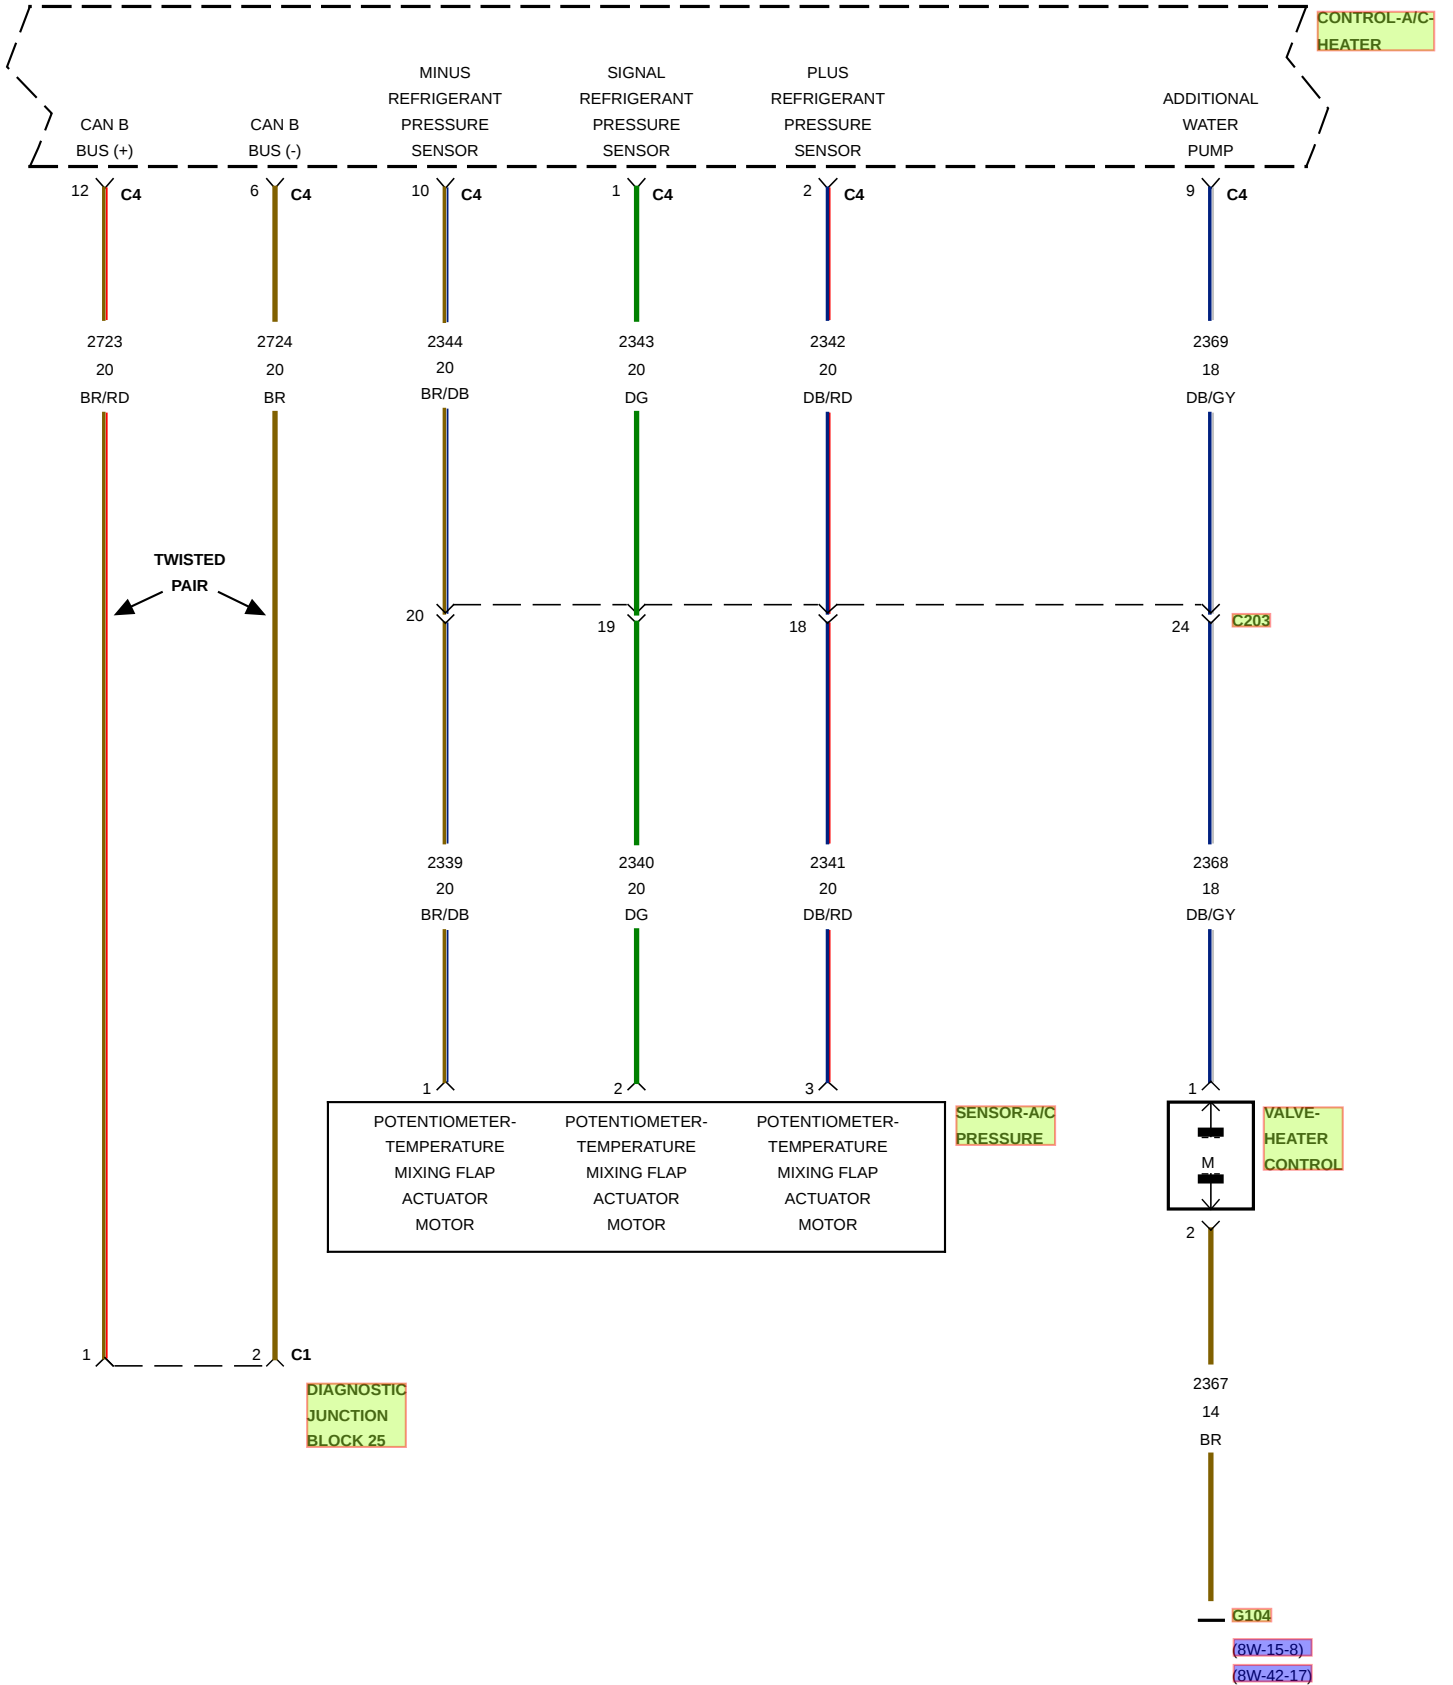 CONTROL-A/C-
HEATER
MINUS
REFRIGERANT
PRESSURE
SENSOR
SIGNAL
REFRIGERANT
PRESSURE
SENSOR
PLUS
REFRIGERANT
PRESSURE
SENSOR
ADDITIONAL
WATER
PUMP
CAN B
BUS (+)
CAN B
BUS (-)
12 C4
6 C4
10 C4
1 C4
2 C4
9 C4
2723
20
BR/RD
2724
20
BR
2344
20
BR/DB
2343
20
DG
2342
20
DB/RD
2369
18
DB/GY
TWISTED
PAIR
20
19
18
24
C203
2339
20
BR/DB
2340
20
DG
2341
20
DB/RD
2368
18
DB/GY
1
2
3
1
POTENTIOMETER-
TEMPERATURE
MIXING FLAP
ACTUATOR
MOTOR
POTENTIOMETER-
TEMPERATURE
MIXING FLAP
ACTUATOR
MOTOR
POTENTIOMETER-
TEMPERATURE
MIXING FLAP
ACTUATOR
MOTOR
SENSOR-A/C
PRESSURE
M
VALVE-
HEATER
CONTROL
2
1
2 C1
DIAGNOSTIC
JUNCTION
BLOCK 25
2367
14
BR
G104
(8W-15-8)
(8W-42-17)